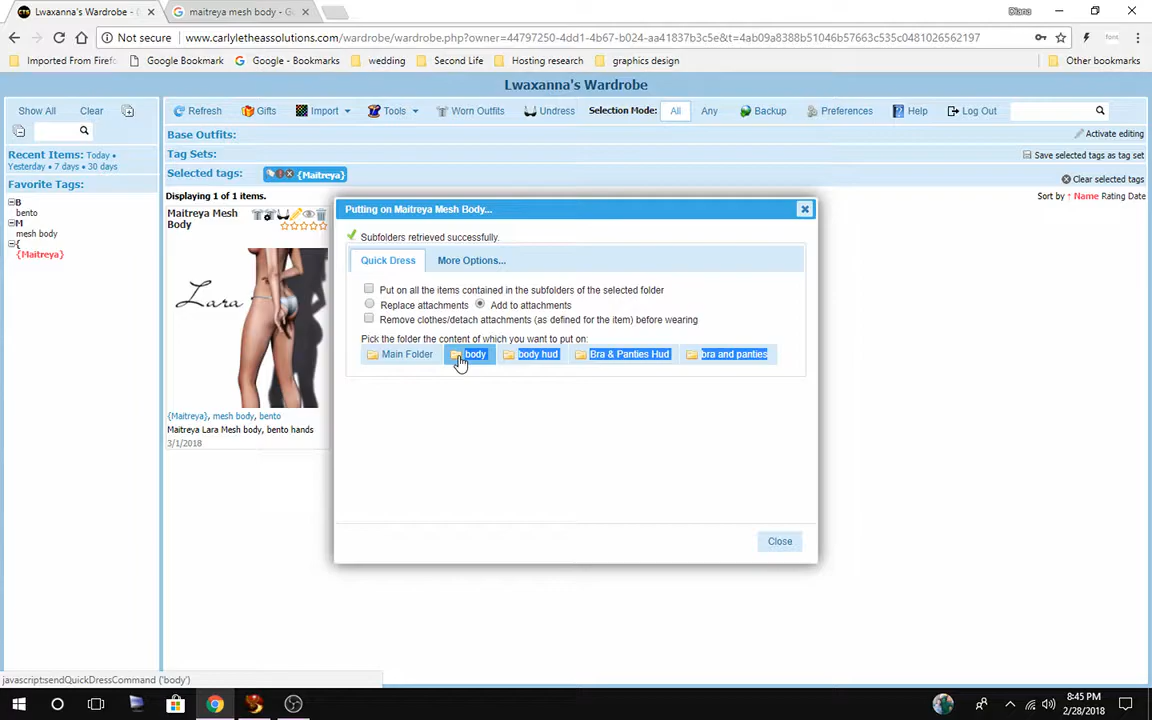 Lwaxanna's Wardrobe - (
maitreya mesh body - G
Diana
Not secure
www.carlyletheassolutions.com/wardrobe/wardrobe.php?owner=44797250-4dd1-4b67-b024-aa41837b3c5e&t=4ab09a8388b51046b57663c535c0481026562197
Imported From Firef
Google Bookmark
Google - Bookmarks
wedding
Second Life
Hosting research
graphics design
Other bookmarks
Lwaxanna's Wardrobe
Show All
Clear
Refresh
Gifts
Import
Tools
Worn Outfits
Undress
Selection Mode:
All
Any
Backup
Preferences
Help
Log Out
Base Outfits:
Activate editing
Recent Items: Today •
Yesterday • 7 days • 30 days
Tag Sets:
Save selected tags as tag set
Selected tags:
{Maitreya}
Clear selected tags
Favorite Tags:
Displaying 1 of 1 items.
Sort by ↑ Name Rating Date
B
bento
M
mesh body
{
{Maitreya}
Maitreya Mesh
Body
Lara
{Maitreya}, mesh body, bento
Maitreya Lara Mesh body, bento hands
3/1/2018
Putting on Maitreya Mesh Body...
Subfolders retrieved successfully.
Quick Dress
More Options...
Put on all the items contained in the subfolders of the selected folder
Replace attachments
Add to attachments
Remove clothes/detach attachments (as defined for the item) before wearing
Pick the folder the content of which you want to put on:
Main Folder
body
body hud
Bra & Panties Hud
bra and panties
Close
javascript:sendQuickDressCommand ('body')
8:45 PM
2/28/2018